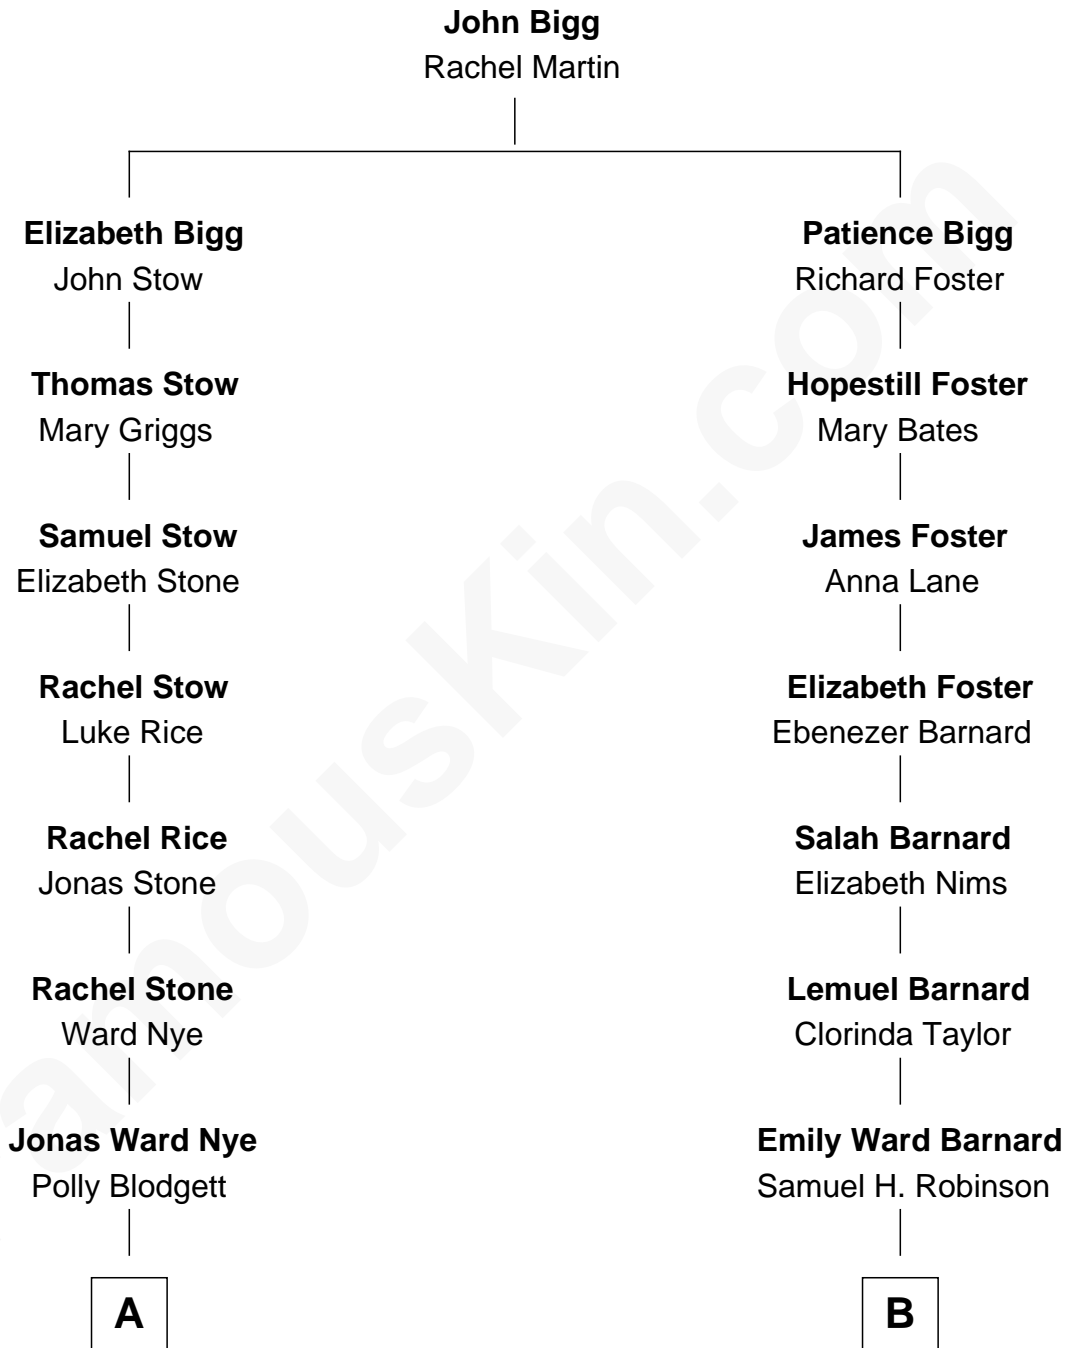 John Bigg
Rachel Martin
Elizabeth Bigg
John Stow
Thomas Stow
Mary Griggs
Samuel Stow
Elizabeth Stone
Rachel Stow
Luke Rice
Rachel Rice
Jonas Stone
Rachel Stone
Ward Nye
Jonas Ward Nye
Polly Blodgett
A
Patience Bigg
Richard Foster
Hopestill Foster
Mary Bates
James Foster
Anna Lane
Elizabeth Foster
Ebenezer Barnard
Salah Barnard
Elizabeth Nims
Lemuel Barnard
Clorinda Taylor
Emily Ward Barnard
Samuel H. Robinson
B
amousKin.com